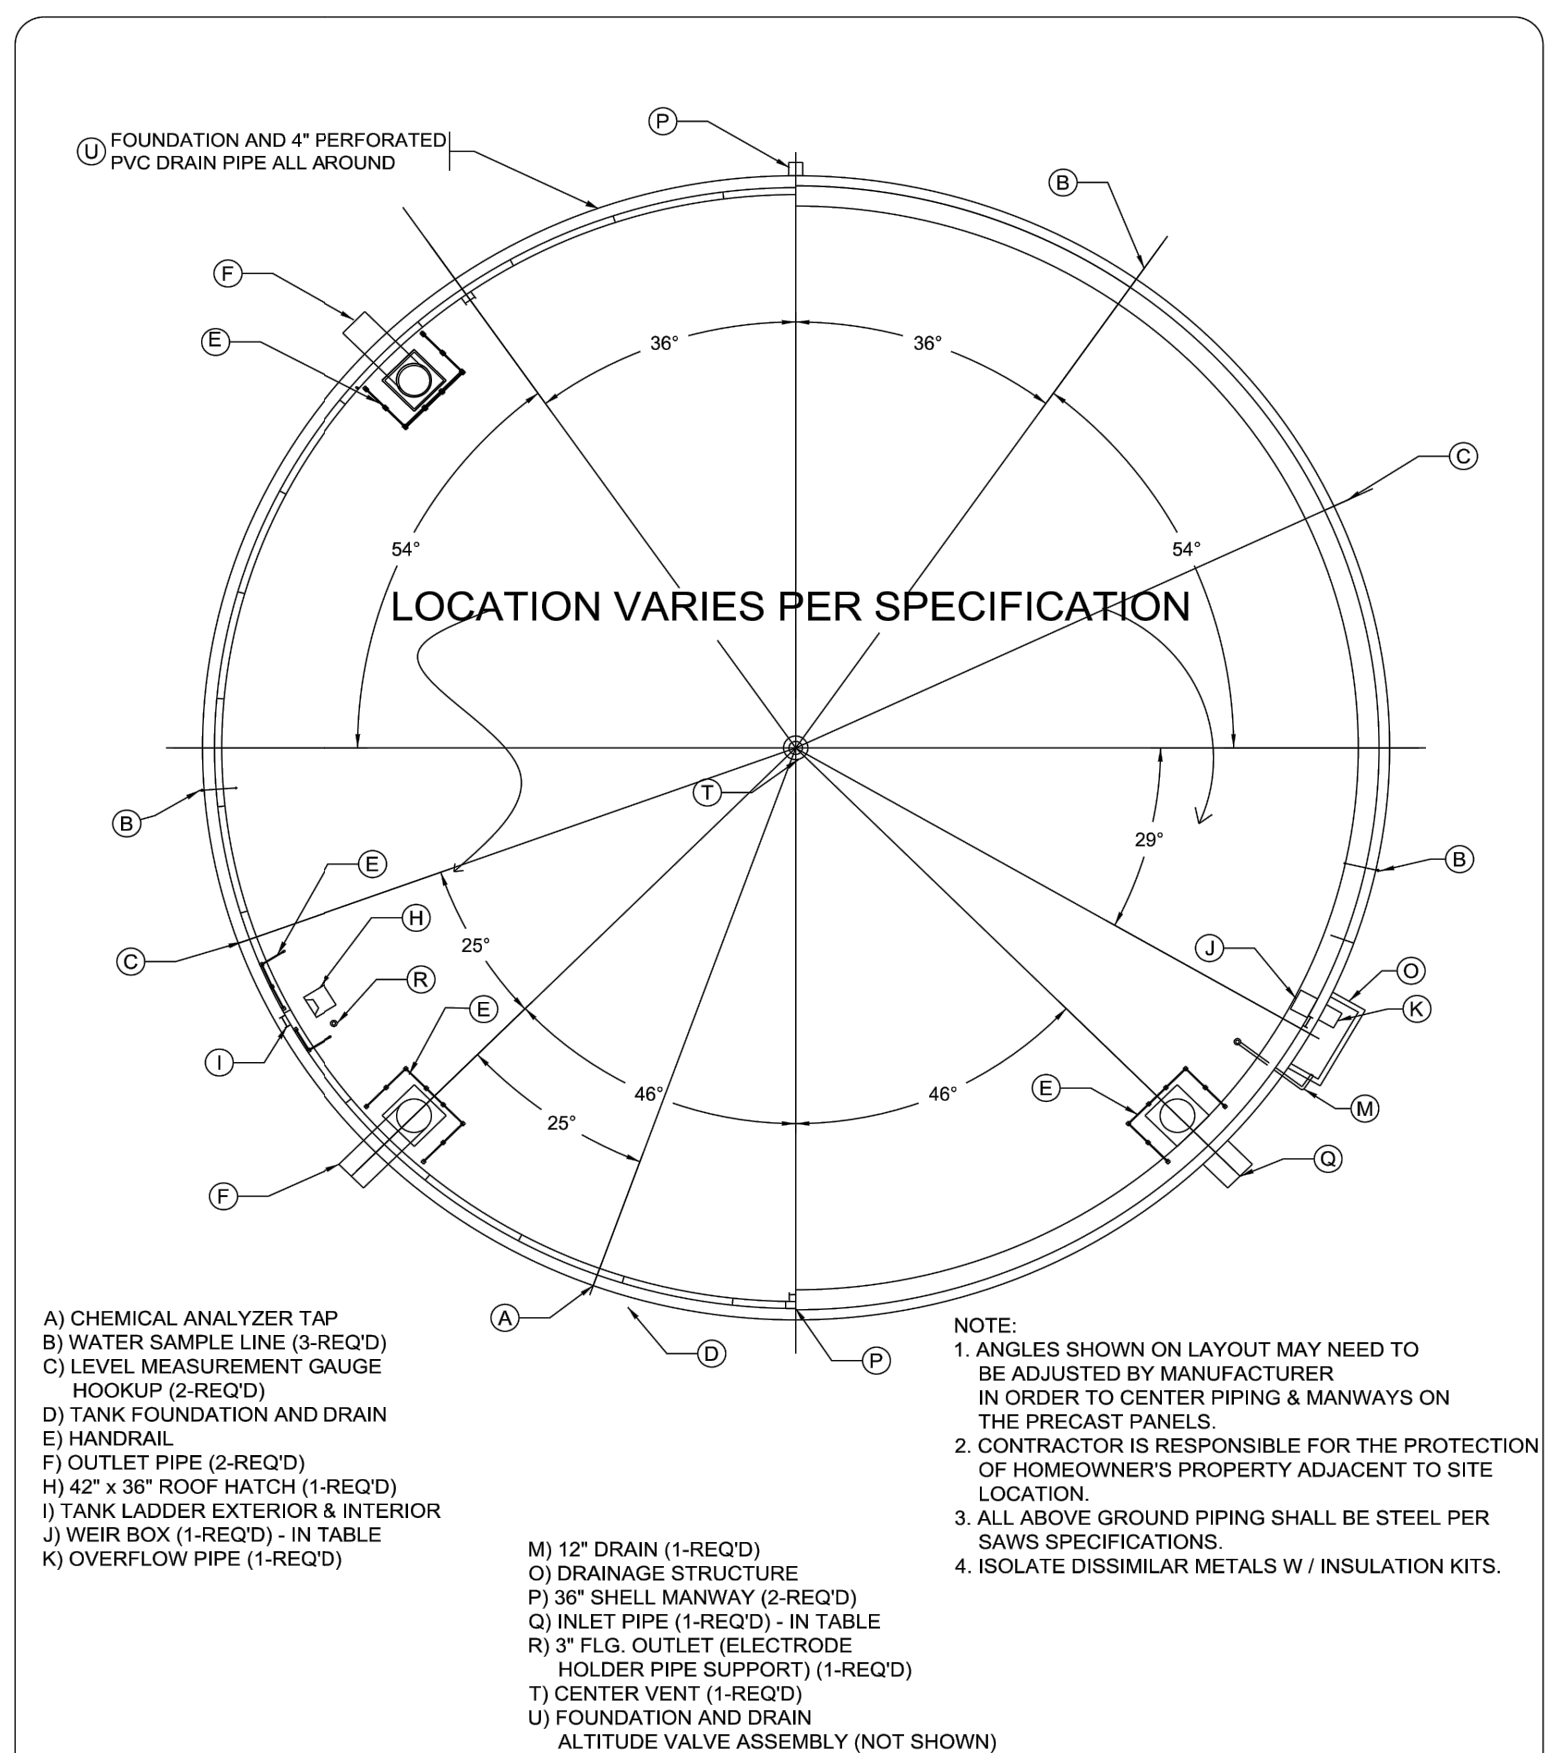 P
U
FOUNDATION AND 4" PERFORATED
PVC DRAIN PIPE ALL AROUND
B
F
E
36°
36°
C
54°
54°
LOCATION VARIES PER SPECIFICATION
T
B
29°
B
E
H
C
25°
J
R
O
E
K
I
46°
46°
E
25°
M
Q
F
A
D
P
A) CHEMICAL ANALYZER TAP
B) WATER SAMPLE LINE (3-REQ'D)
C) LEVEL MEASUREMENT GAUGE
HOOKUP (2-REQ'D)
D) TANK FOUNDATION AND DRAIN
E) HANDRAIL
F) OUTLET PIPE (2-REQ'D)
H) 42" x 36" ROOF HATCH (1-REQ'D)
I) TANK LADDER EXTERIOR & INTERIOR
J) WEIR BOX (1-REQ'D) - IN TABLE
K) OVERFLOW PIPE (1-REQ'D)
M) 12" DRAIN (1-REQ'D)
O) DRAINAGE STRUCTURE
P) 36" SHELL MANWAY (2-REQ'D)
Q) INLET PIPE (1-REQ'D) - IN TABLE
R) 3" FLG. OUTLET (ELECTRODE
HOLDER PIPE SUPPORT) (1-REQ'D)
T) CENTER VENT (1-REQ'D)
U) FOUNDATION AND DRAIN
ALTITUDE VALVE ASSEMBLY (NOT SHOWN)
NOTE:
1. ANGLES SHOWN ON LAYOUT MAY NEED TO
BE ADJUSTED BY MANUFACTURER
IN ORDER TO CENTER PIPING & MANWAYS ON
THE PRECAST PANELS.
2. CONTRACTOR IS RESPONSIBLE FOR THE PROTECTION
OF HOMEOWNER'S PROPERTY ADJACENT TO SITE
LOCATION.
3. ALL ABOVE GROUND PIPING SHALL BE STEEL PER
SAWS SPECIFICATIONS.
4. ISOLATE DISSIMILAR METALS W / INSULATION KITS.